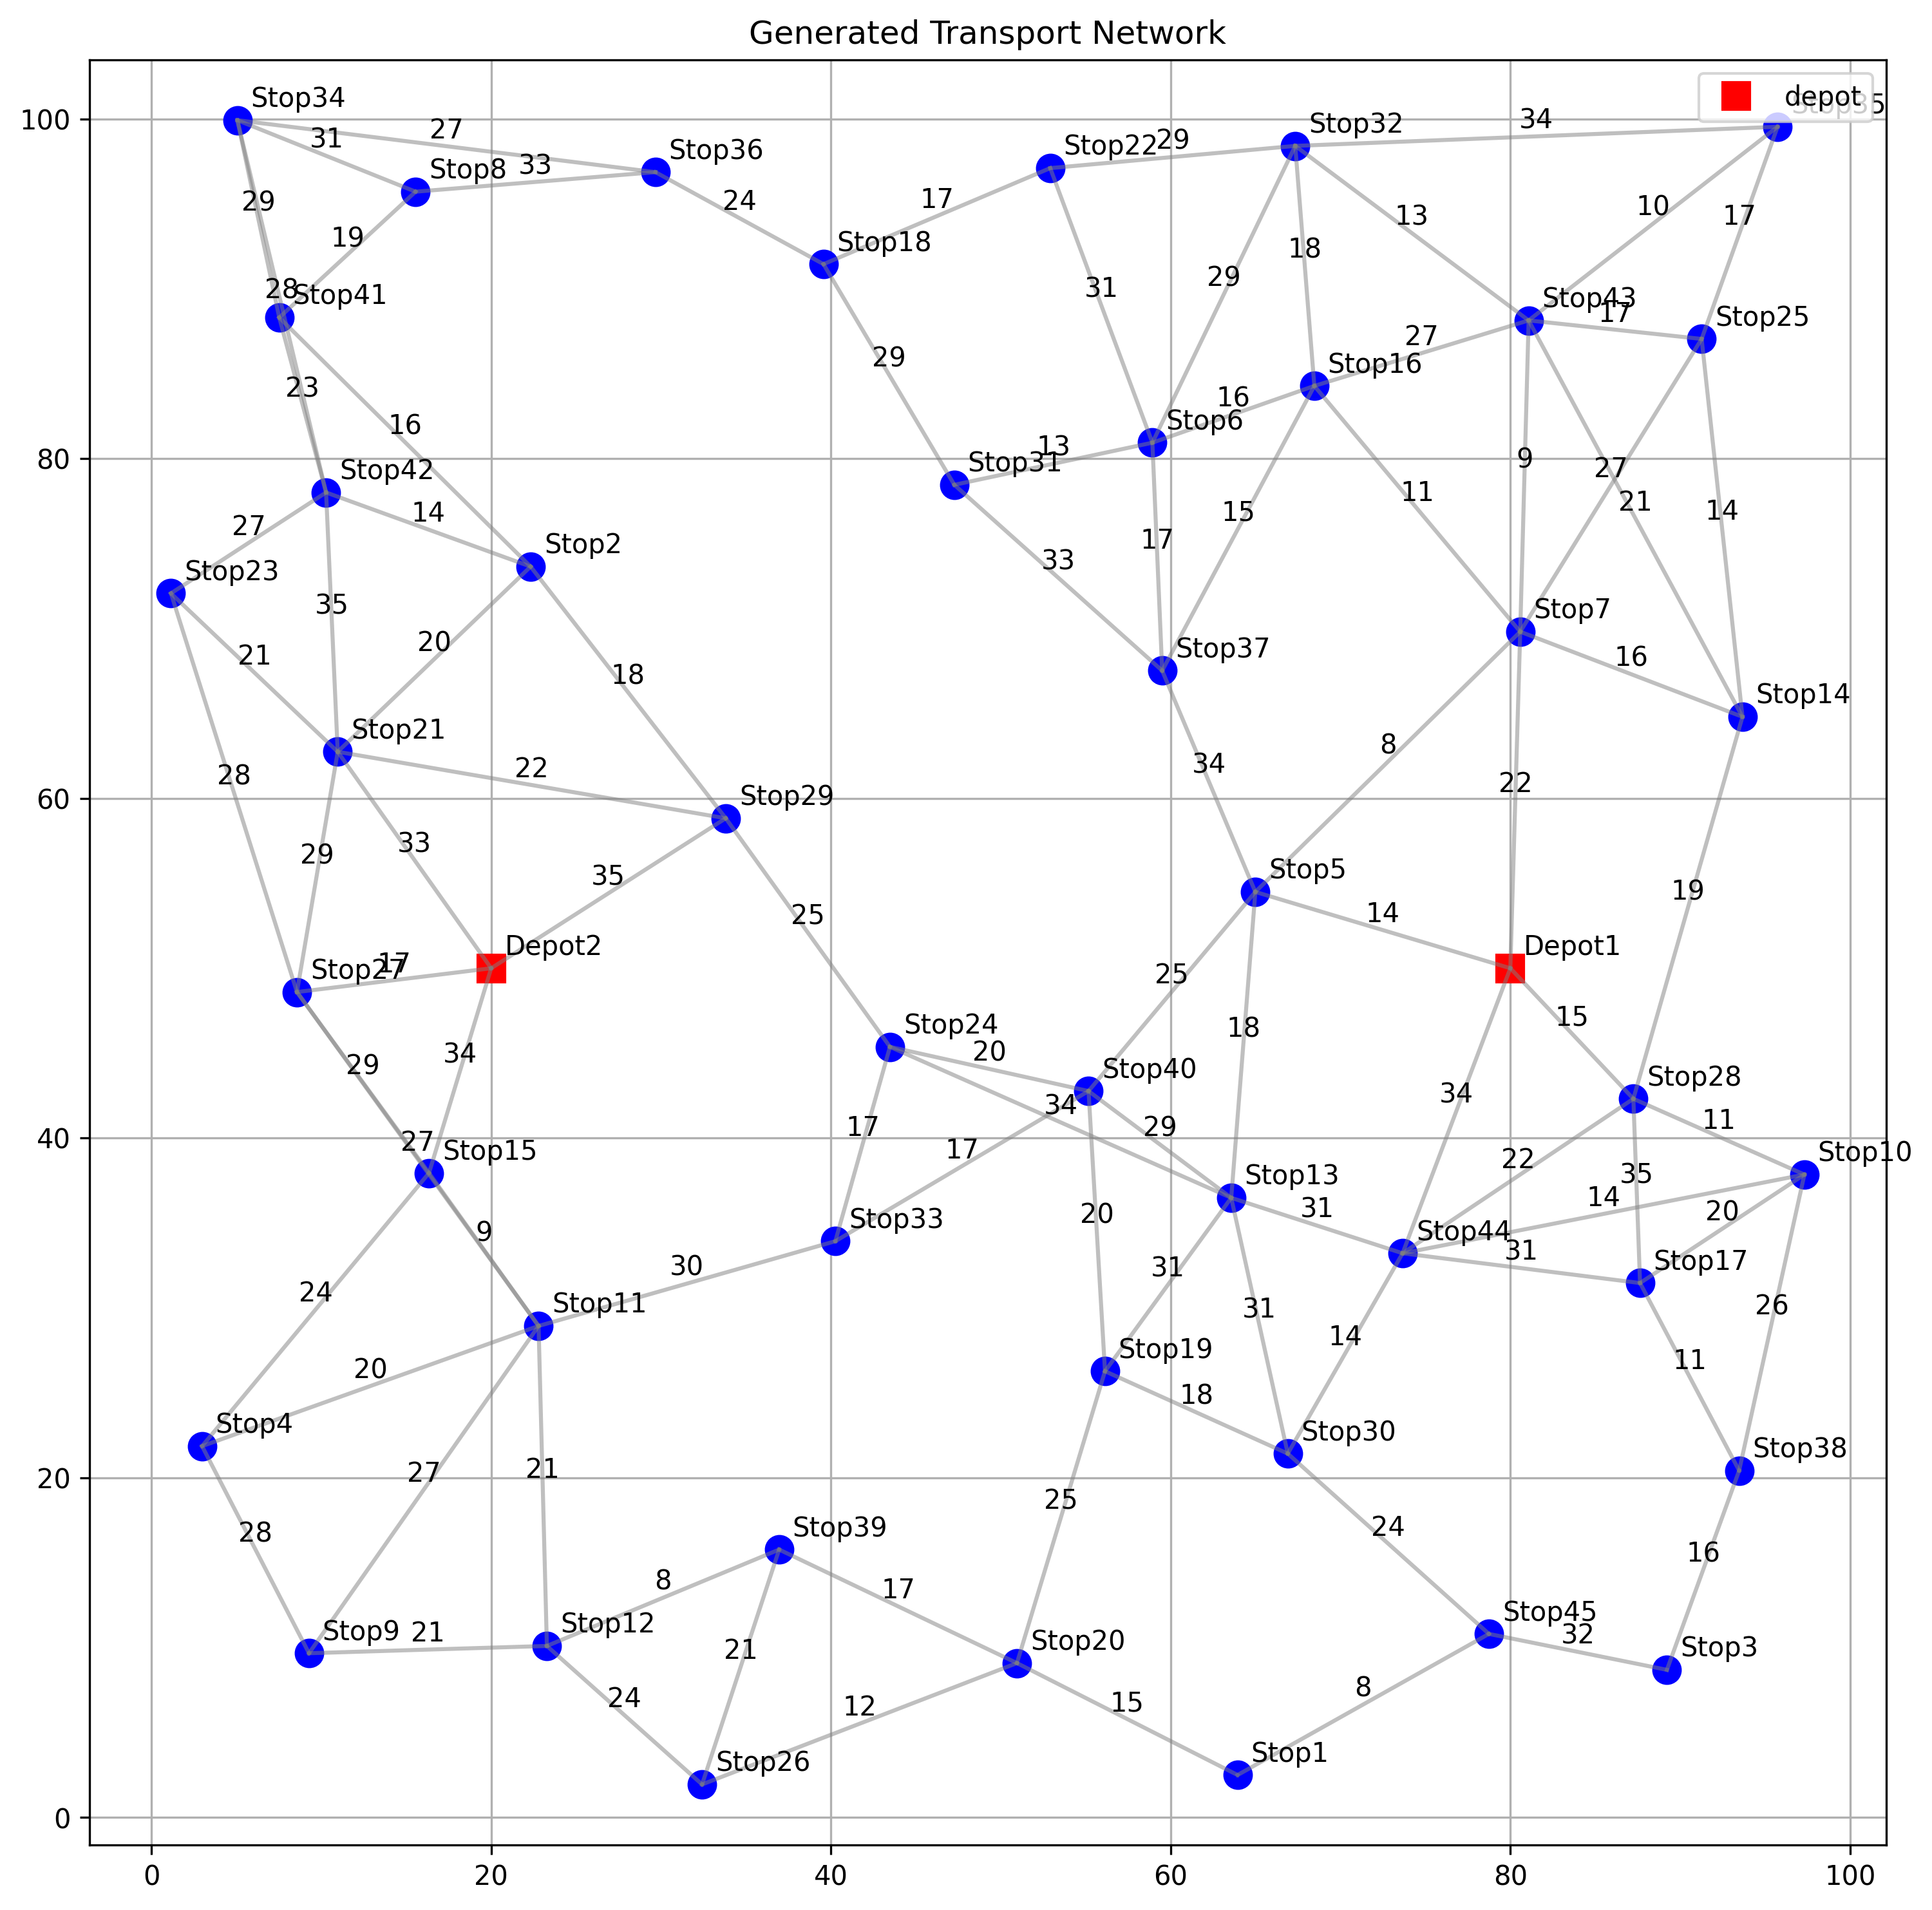 Generated Transport Network
depot
Stop35
Stop34
27
31
Stop8
33
Stop36
24
17
Stop22
29
Stop32
34
29
19
Stop18
18
13
10
17
28
Stop41
31
29
Stop43
17
Stop25
23
29
27
Stop16
16
16
Stop6
13
Stop31
9
27
21
14
Stop42
14
27
11
15
17
33
Stop2
Stop23
35
20
21
18
Stop7
16
Stop37
Stop14
Stop21
22
28
34
8
22
Stop29
33
29
35
25
Stop5
14
19
Depot2
17
Stop27
Depot1
25
15
18
29
34
Stop24
20
Stop40
34
Stop28
34
17
29
11
27
Stop15
17
22
35
Stop10
14
20
Stop13
31
20
9
Stop33
Stop44
31
Stop17
30
31
31
26
24
Stop11
14
11
20
Stop19
18
Stop4
27
21
Stop30
Stop38
25
28
24
16
Stop39
8
17
Stop9
21
Stop12
21
Stop20
Stop45
32
Stop3
24
12
15
8
Stop26
Stop1
0
20
40
60
80
100
0
20
40
60
80
100